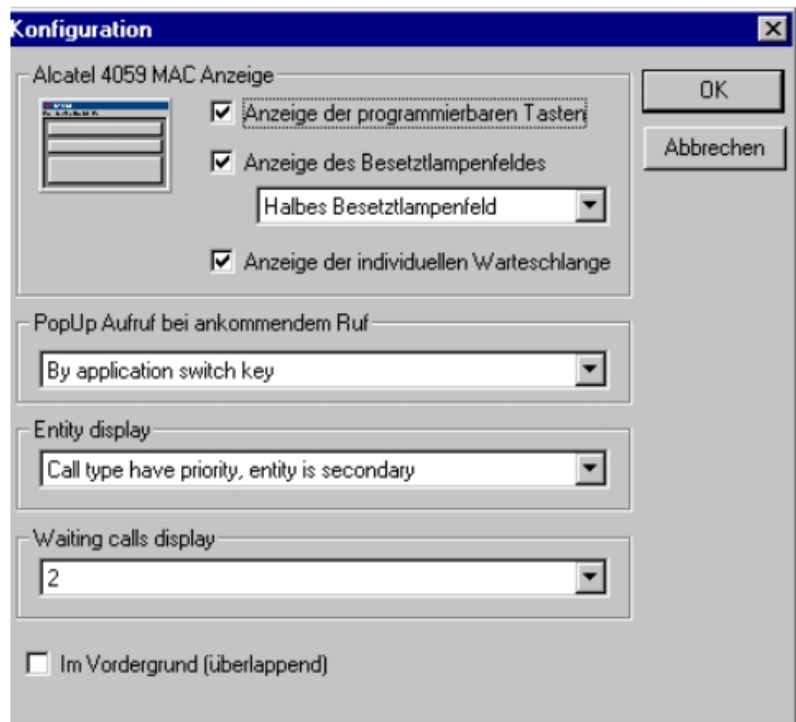 Konfiguration
Alcatel 4059 MAC Anzeige
Anzeige der programmierbaren Tasten
Anzeige des Besetztlampenfeldes
Halbes Besetztlampenfeld
Anzeige der individuellen Warteschlange
OK
Abbrechen
PopUp Aufruf bei ankommendem Ruf
By application switch key
Entity display
Call type have priority, entity is secondary
Waiting calls display
2
Im Vordergrund (überlappend)